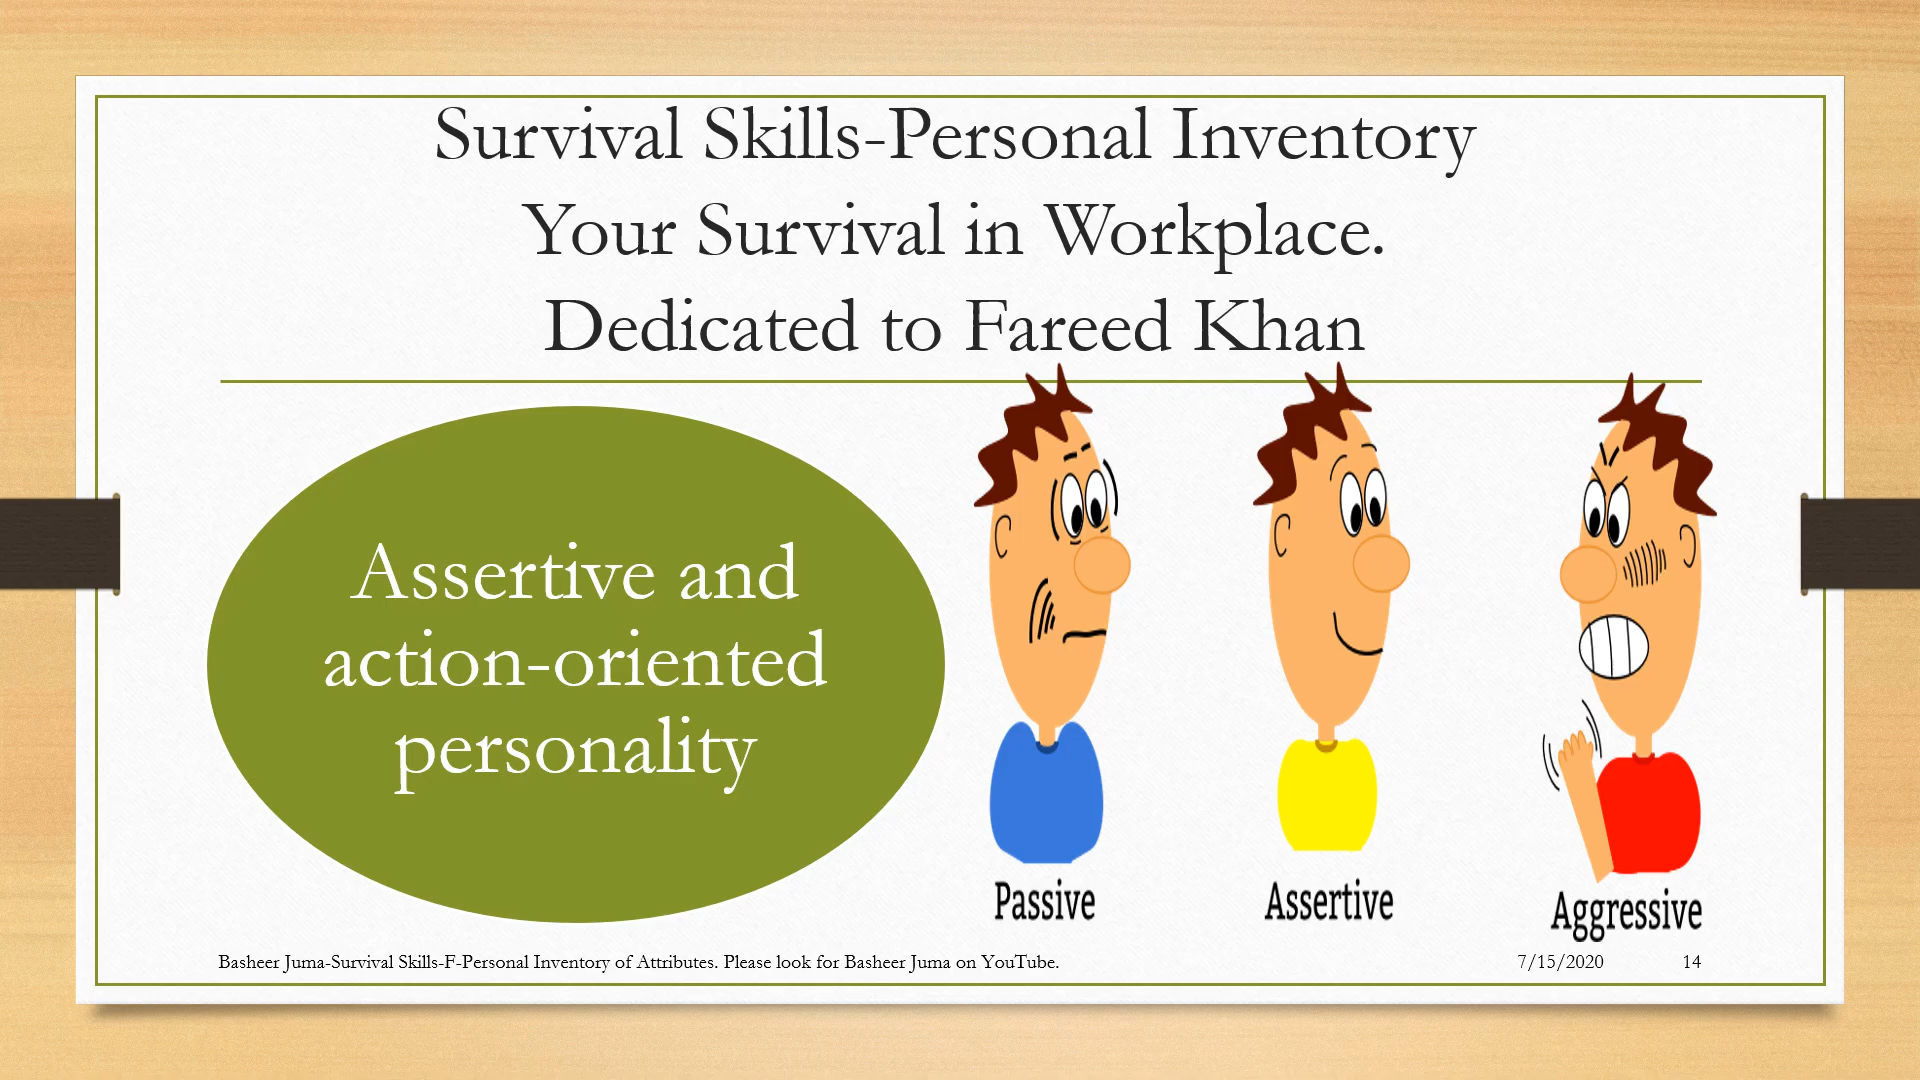 Survival Skills-Personal Inventory
Your Survival in Workplace.
Dedicated to Fareed Khan
Assertive and
action-oriented
personality
Passive
Assertive
Aggressive
Basheer Juma-Survival Skills-F-Personal Inventory of Attributes. Please look for Basheer Juma on YouTube.
7/15/2020
14